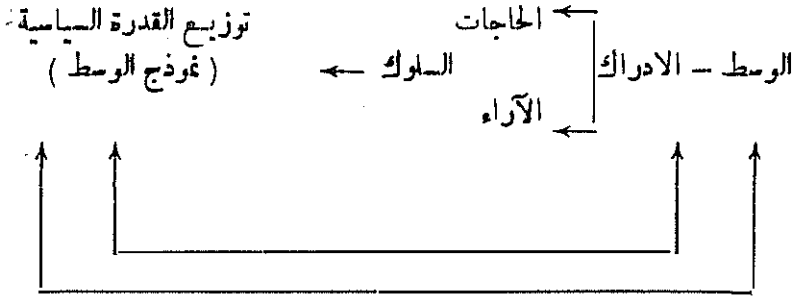 الحاجات
توزيع القدرة السياسية
الوسط – الادراك
السلوك
( نموذج الوسط )
الآراء